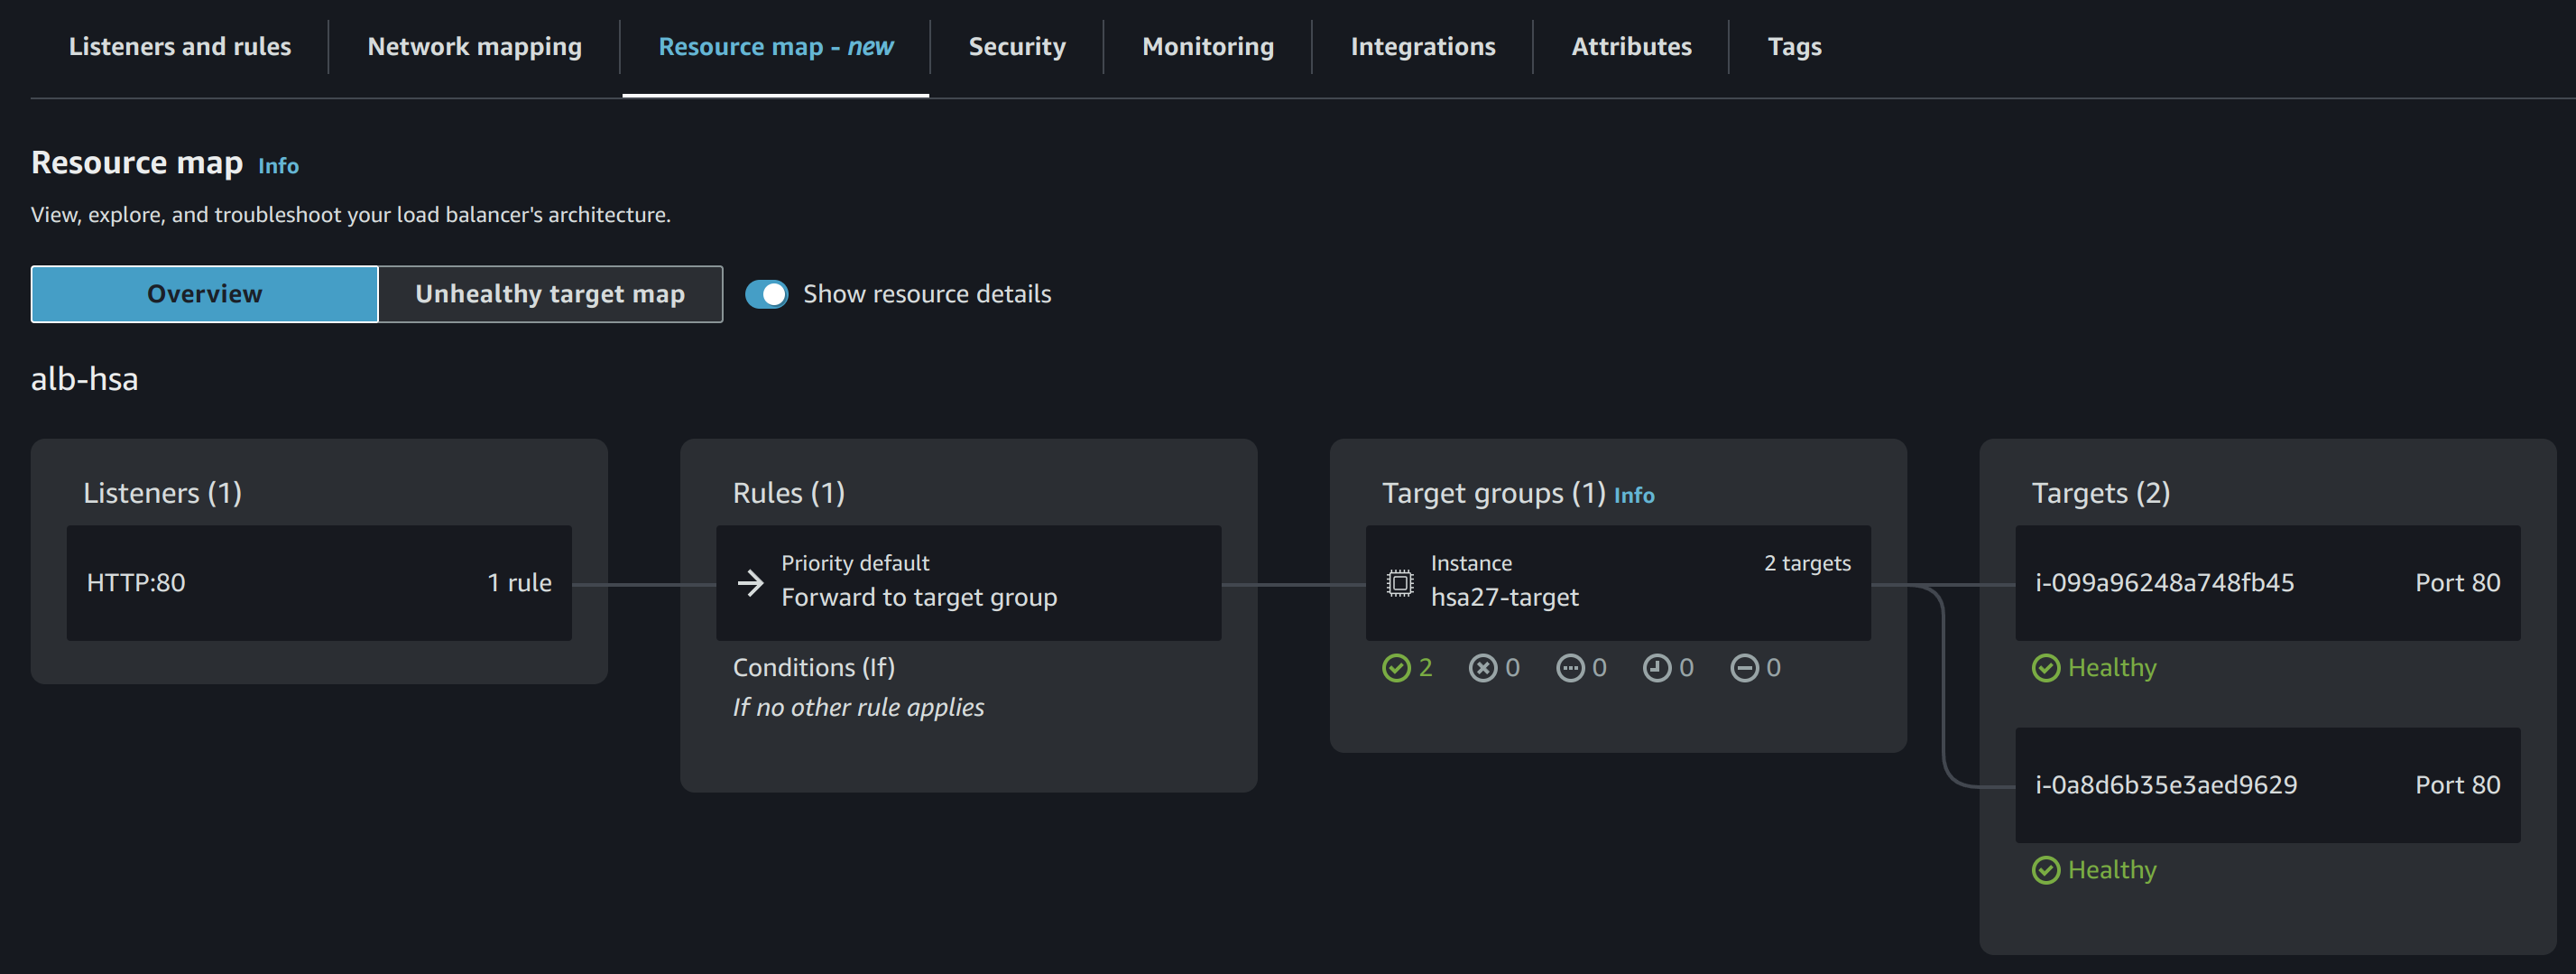 Listeners and rules
Network mapping
Resource map - new
Security
Monitoring
Integrations
Attributes
Tags
Resource map Info
View, explore, and troubleshoot your load balancer's architecture.
Overview
Unhealthy target map
Show resource details
alb-hsa
Listeners (1)
HTTP:80 1 rule
Rules (1)
Priority default
Forward to target group
Conditions (If)
If no other rule applies
Target groups (1) Info
Instance 2 targets
hsa27-target
2 0 0 0 0
Targets (2)
i-099a96248a748fb45 Port 80
Healthy
i-0a8d6b35e3aed9629 Port 80
Healthy